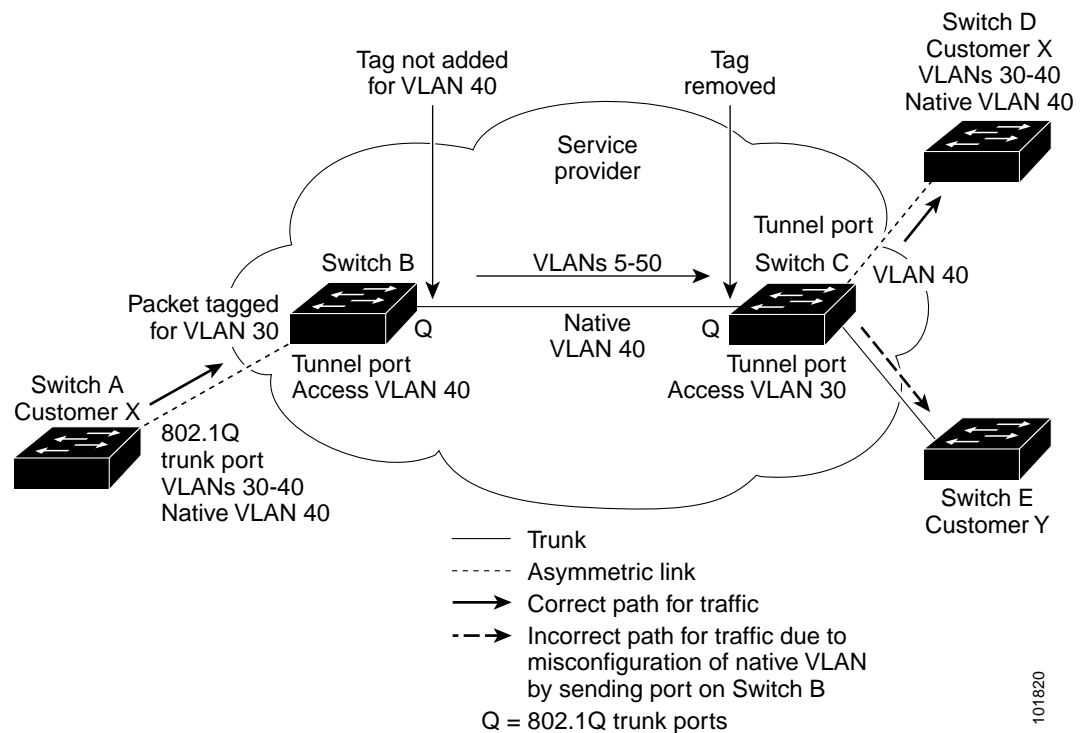 Tag not added
for VLAN 40
Tag
removed
Switch D
Customer X
VLANs 30-40
Native VLAN 40
Service
provider
Tunnel port
Switch B
VLANs 5-50
Switch C
VLAN 40
Packet tagged
for VLAN 30
Q
Native
VLAN 40
Q
Tunnel port
Access VLAN 40
Tunnel port
Access VLAN 30
Switch A
Customer X
802.1Q
trunk port
VLANs 30-40
Native VLAN 40
Switch E
Customer Y
Trunk
Asymmetric link
Correct path for traffic
Incorrect path for traffic due to
misconfiguration of native VLAN
by sending port on Switch B
Q = 802.1Q trunk ports
101820